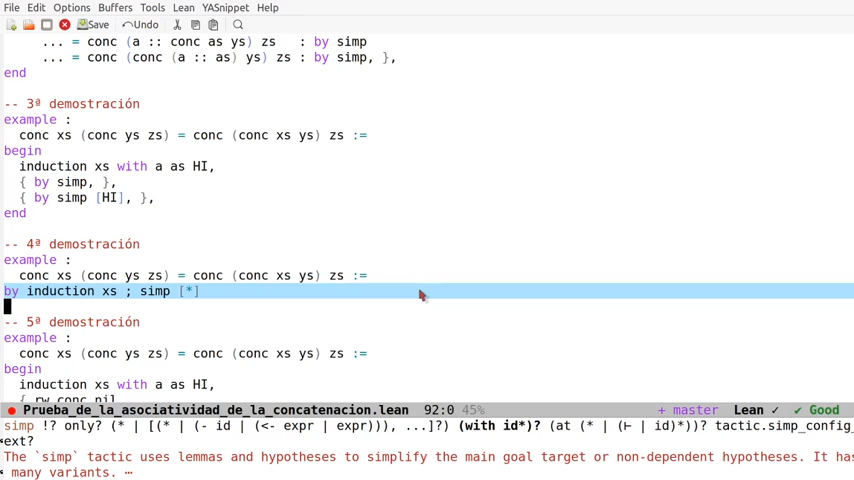 File Edit Options Buffers Tools Lean YASnippet Help
Save Undo
... = conc (a :: conc as ys) zs : by simp
... = conc (conc (a :: as) ys) zs : by simp, },
end
-- 3ª demostración
example :
conc xs (conc ys zs) = conc (conc xs ys) zs :=
begin
induction xs with a as HI,
{ by simp, },
{ by simp [HI], },
end
-- 4ª demostración
example :
conc xs (conc ys zs) = conc (conc xs ys) zs :=
by induction xs ; simp [*]
-- 5ª demostración
example :
conc xs (conc ys zs) = conc (conc xs ys) zs :=
begin
induction xs with a as HI,
{ rw conc_nil
Prueba_de_la_asociatividad_de_la_concatenacion.lean 92:0 45% + master Lean ✓ ✓ Good
simp !? only? (* | [(* | (- id | (<- expr | expr))), ...]?) (with id*)? (at (* | (⊢ | id)*))? tactic.simp_config_
ext?
The `simp` tactic uses lemmas and hypotheses to simplify the main goal target or non-dependent hypotheses. It has
many variants. ⋯